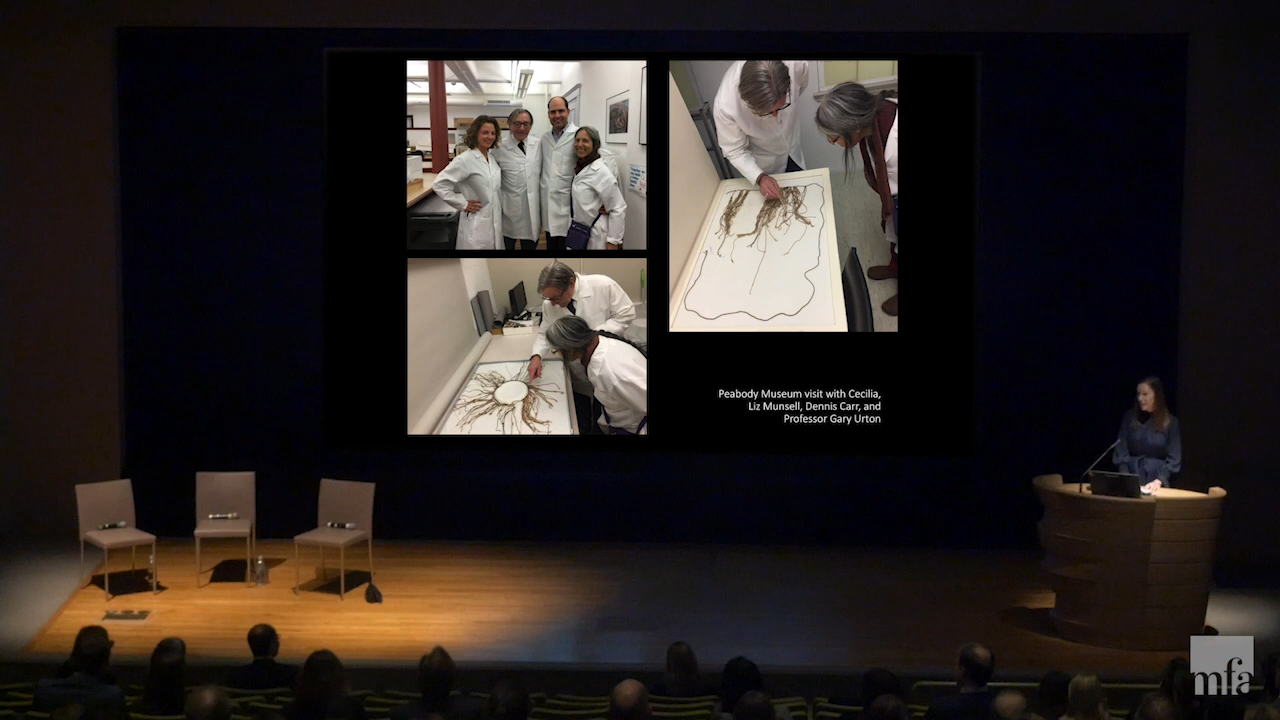 Peabody Museum visit with Cecilia,
Liz Munsell, Dennis Carr, and
Professor Gary Urton
mfa